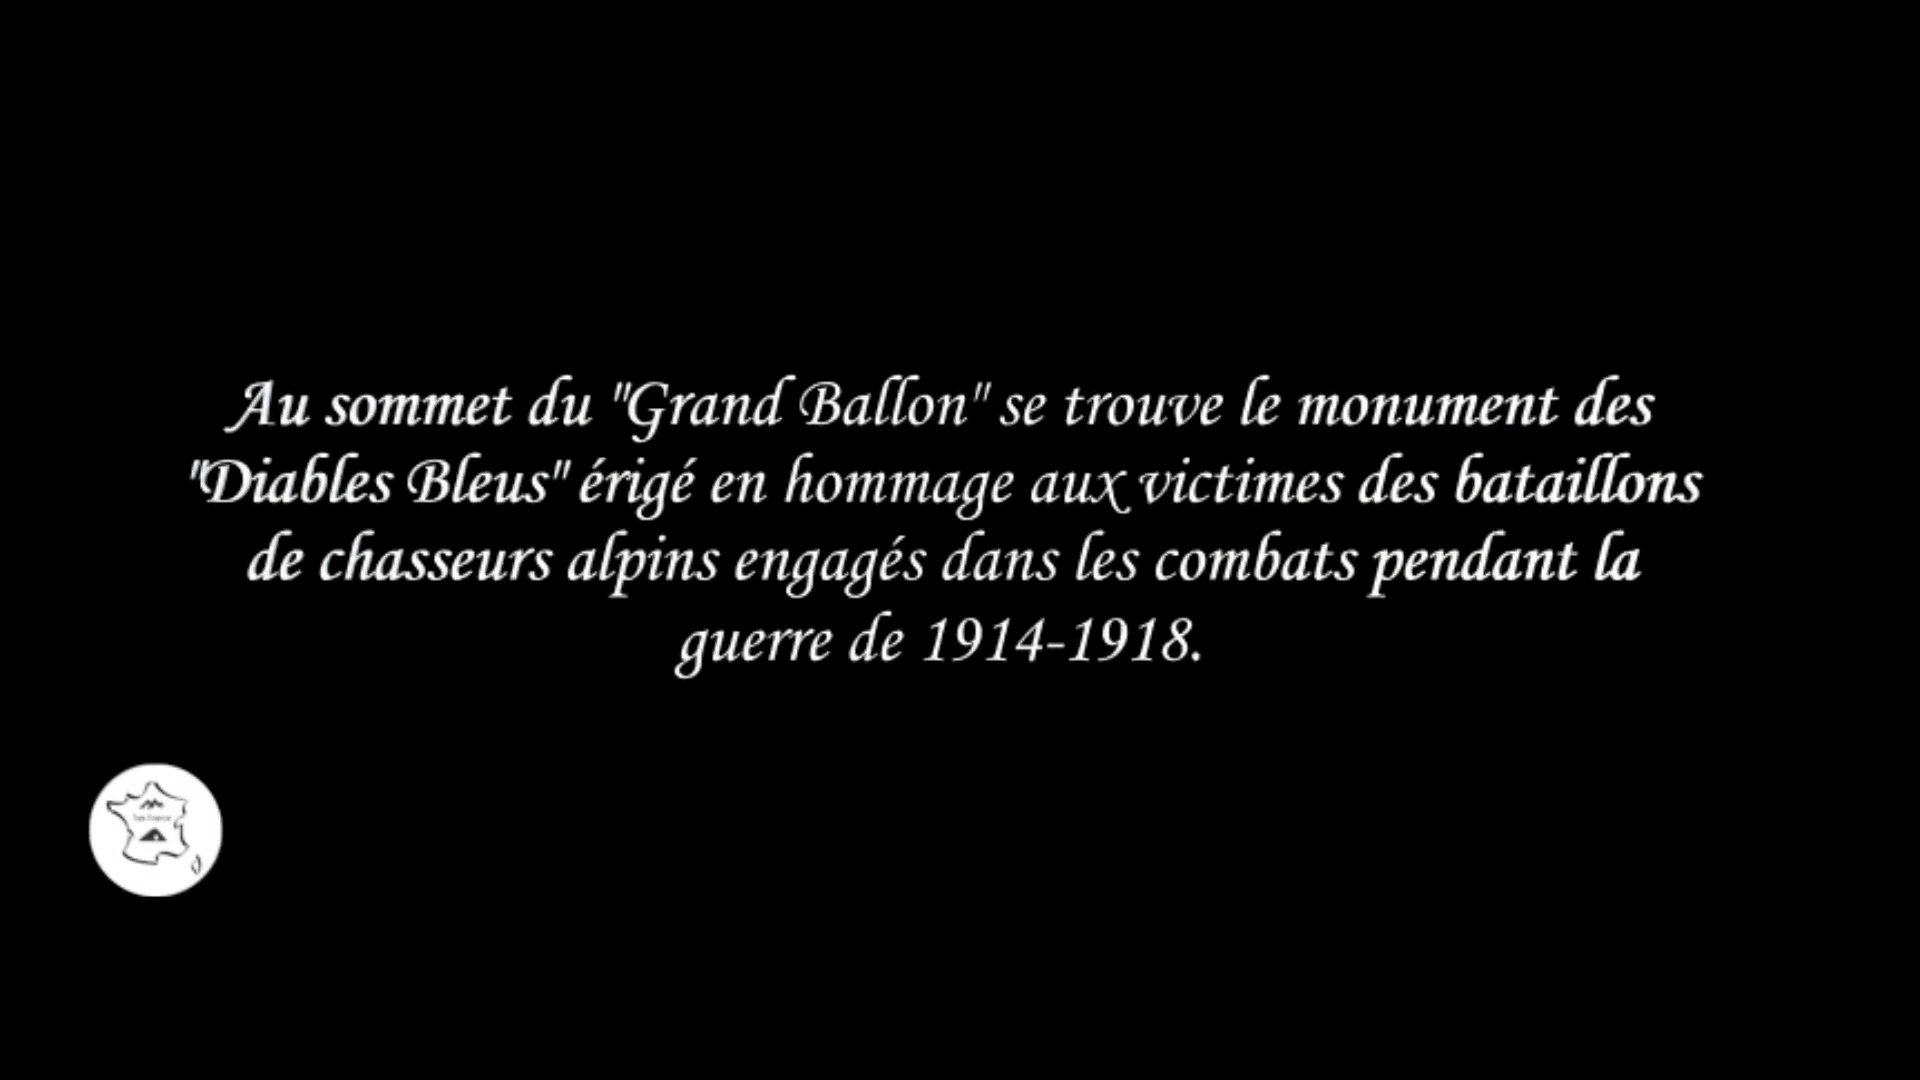 Au sommet du "Grand Ballon" se trouve le monument des
"Diables Bleus" érigé en hommage aux victimes des bataillons
de chasseurs alpins engagés dans les combats pendant la
guerre de 1914-1918.